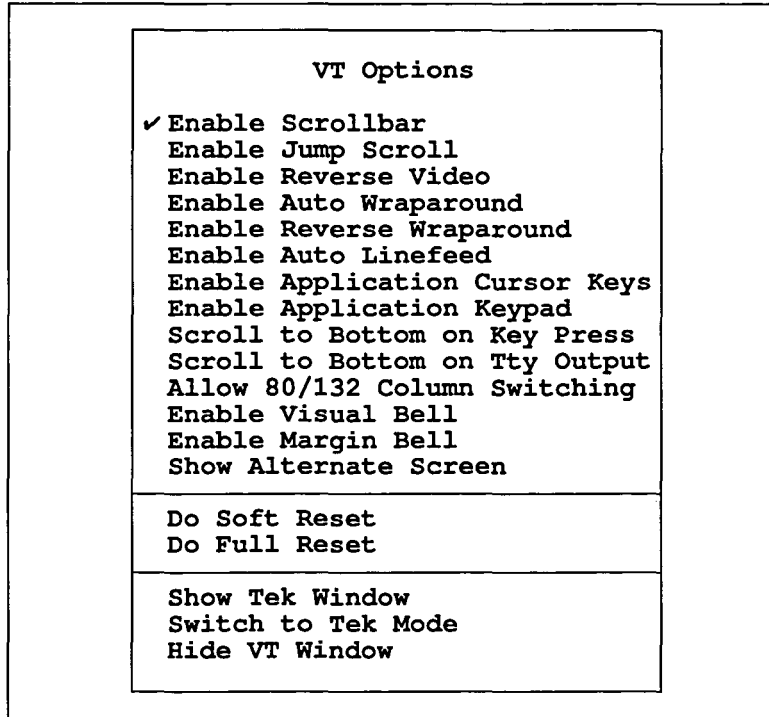 VT Options
✔ Enable Scrollbar
Enable Jump Scroll
Enable Reverse Video
Enable Auto Wraparound
Enable Reverse Wraparound
Enable Auto Linefeed
Enable Application Cursor Keys
Enable Application Keypad
Scroll to Bottom on Key Press
Scroll to Bottom on Tty Output
Allow 80/132 Column Switching
Enable Visual Bell
Enable Margin Bell
Show Alternate Screen
Do Soft Reset
Do Full Reset
Show Tek Window
Switch to Tek Mode
Hide VT Window